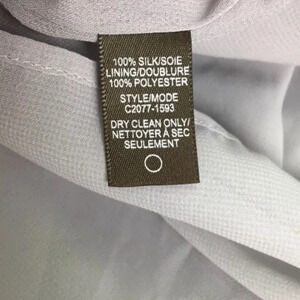 100% SILK/SOIE
LINING/DOUBLURE
100% POLYESTER
STYLE/MODE
C2077-1593
DRY CLEAN ONLY/
NETTOYER À SEC
SEULEMENT